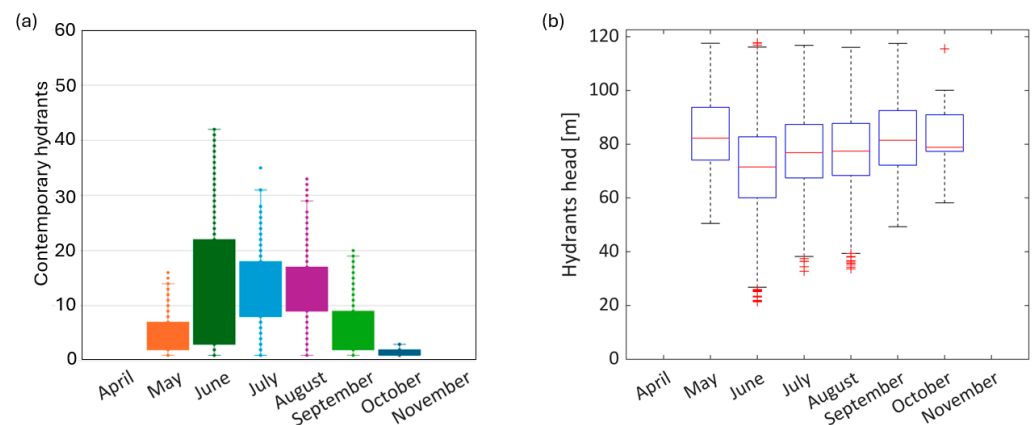 (a)
Contemporary hydrants
60
50
40
30
20
10
0
April
May
June
July
August
September
October
November
(b)
Hydrants head [m]
120
100
80
60
40
20
0
April
May
June
July
August
September
October
November